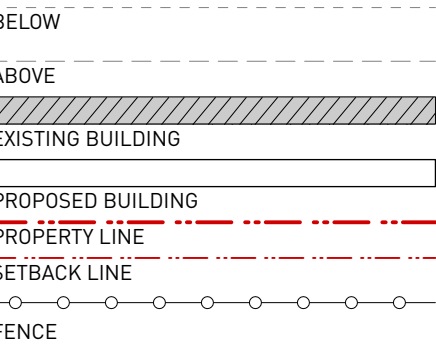 BELOW
ABOVE
EXISTING BUILDING
PROPOSED BUILDING
PROPERTY LINE
SETBACK LINE
FENCE